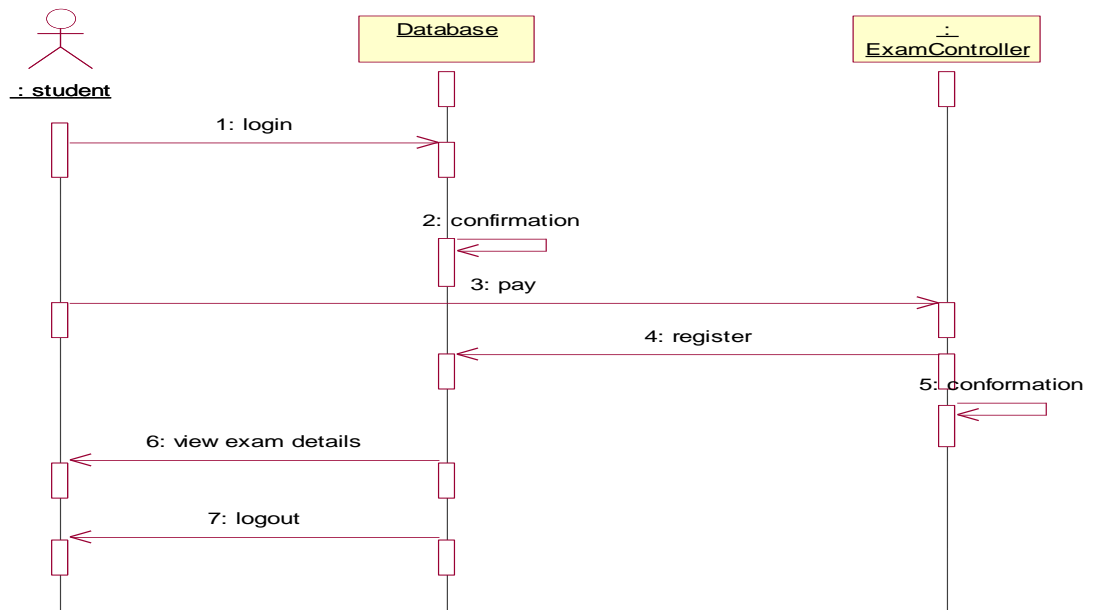 Database
:
ExamController
: student
1: login
2: confirmation
3: pay
4: register
5: conformation
6: view exam details
7: logout